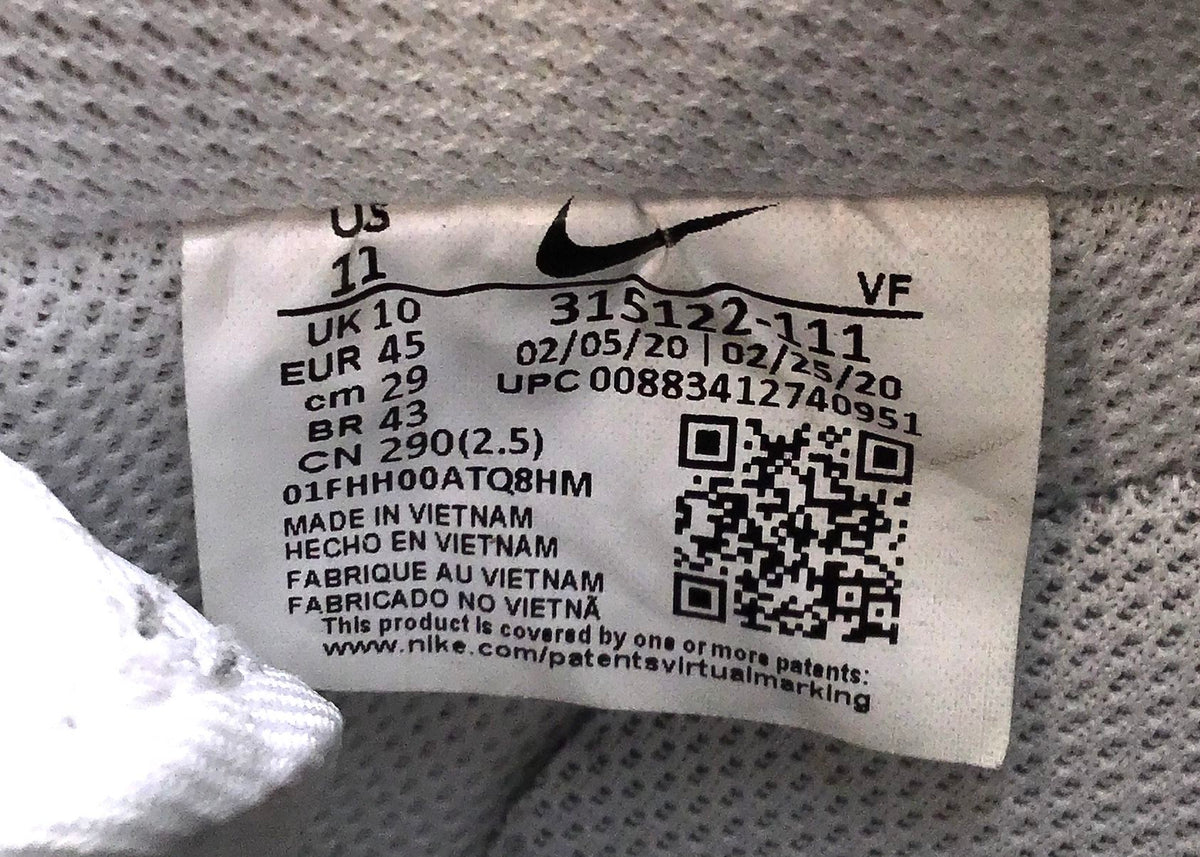 US
11
VF
UK 10
315122-111
EUR 45
02/05/20 | 02/25/20
cm 29
UPC 00883412740951
BR 43
CN 290(2.5)
01FHH00ATQ8HM
MADE IN VIETNAM
HECHO EN VIETNAM
FABRIQUE AU VIETNAM
FABRICADO NO VIETNÃ
This product is covered by one or more patents:
www.nike.com/patentsvirtualmarking